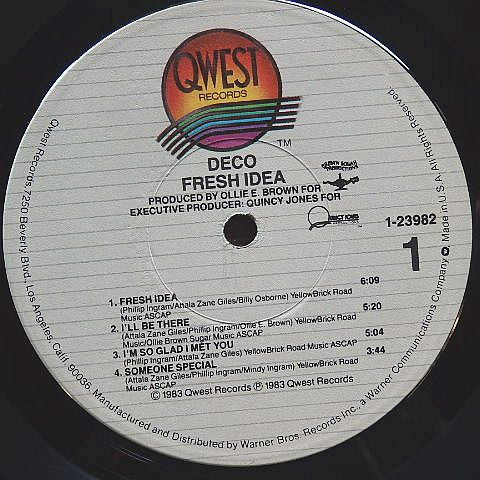 QWEST
RECORDS
TM
DECO
FRESH IDEA
PRODUCED BY OLLIE E. BROWN FOR
EXECUTIVE PRODUCER: QUINCY JONES FOR
1-23982
1
1. FRESH IDEA 6:09
(Phillip Ingram/Attala Zane Giles/Billy Osborne) YellowBrick Road
Music ASCAP
2. I'LL BE THERE 5:20
(Attala Zane Giles/Phillip Ingram/Ollie E. Brown) YellowBrick Road
Music/Ollie Brown Sugar Music ASCAP
3. I'M SO GLAD I MET YOU 5:04
(Phillip Ingram/Attala Zane Giles) YellowBrick Road Music ASCAP
4. SOMEONE SPECIAL 3:44
(Attala Zane Giles/Phillip Ingram/Mindy Ingram) YellowBrick Road
Music ASCAP
© 1983 Qwest Records ℗ 1983 Qwest Records
Qwest Records 7250 Beverly Blvd., Los Angeles, Calif. 90036, Manufactured and Distributed by Warner Bros. Records Inc., a Warner Communications Company, ℗ Made in U.S.A. All Rights Reserved.